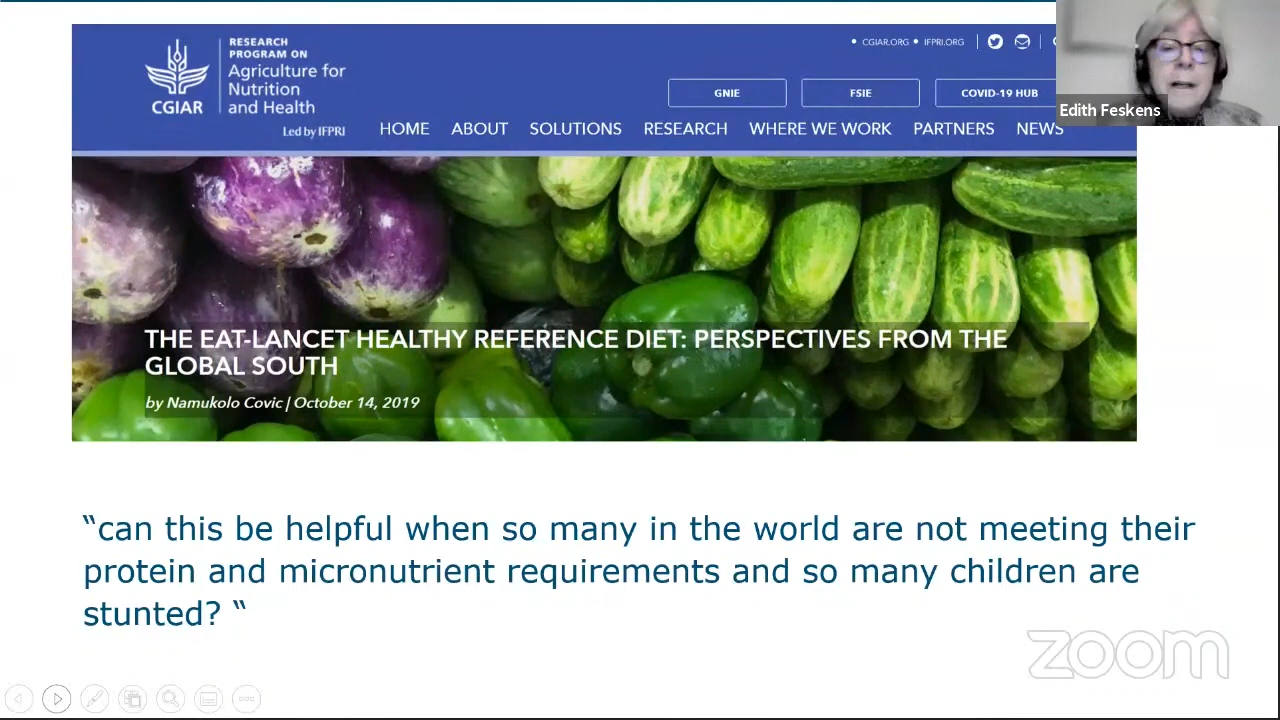 RESEARCH
PROGRAM ON
Agriculture for
Nutrition
and Health
CGIAR
Led by IFPRI
• CGIAR.ORG • IFPRI.ORG
GNIE
FSIE
COVID-19 HUB
HOME ABOUT SOLUTIONS RESEARCH WHERE WE WORK PARTNERS NEWS
Edith Feskens
THE EAT-LANCET HEALTHY REFERENCE DIET: PERSPECTIVES FROM THE
GLOBAL SOUTH
by Namukolo Covic | October 14, 2019
“can this be helpful when so many in the world are not meeting their
protein and micronutrient requirements and so many children are
stunted? “
zoom